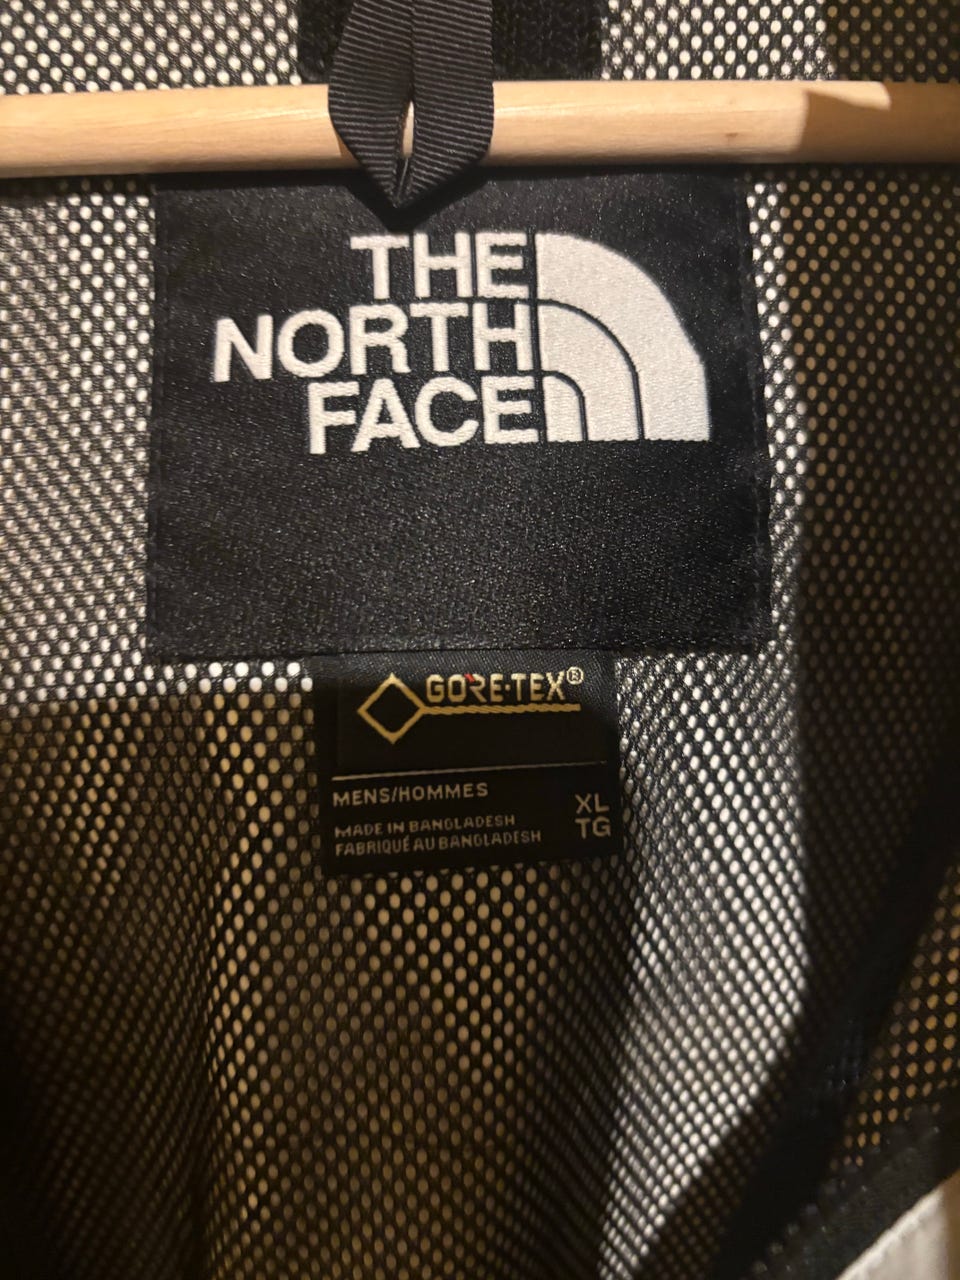 THE
NORTH
FACE
GORE-TEX®
MENS/HOMMES
XL
TG
MADE IN BANGLADESH
FABRIQUÉ AU BANGLADESH